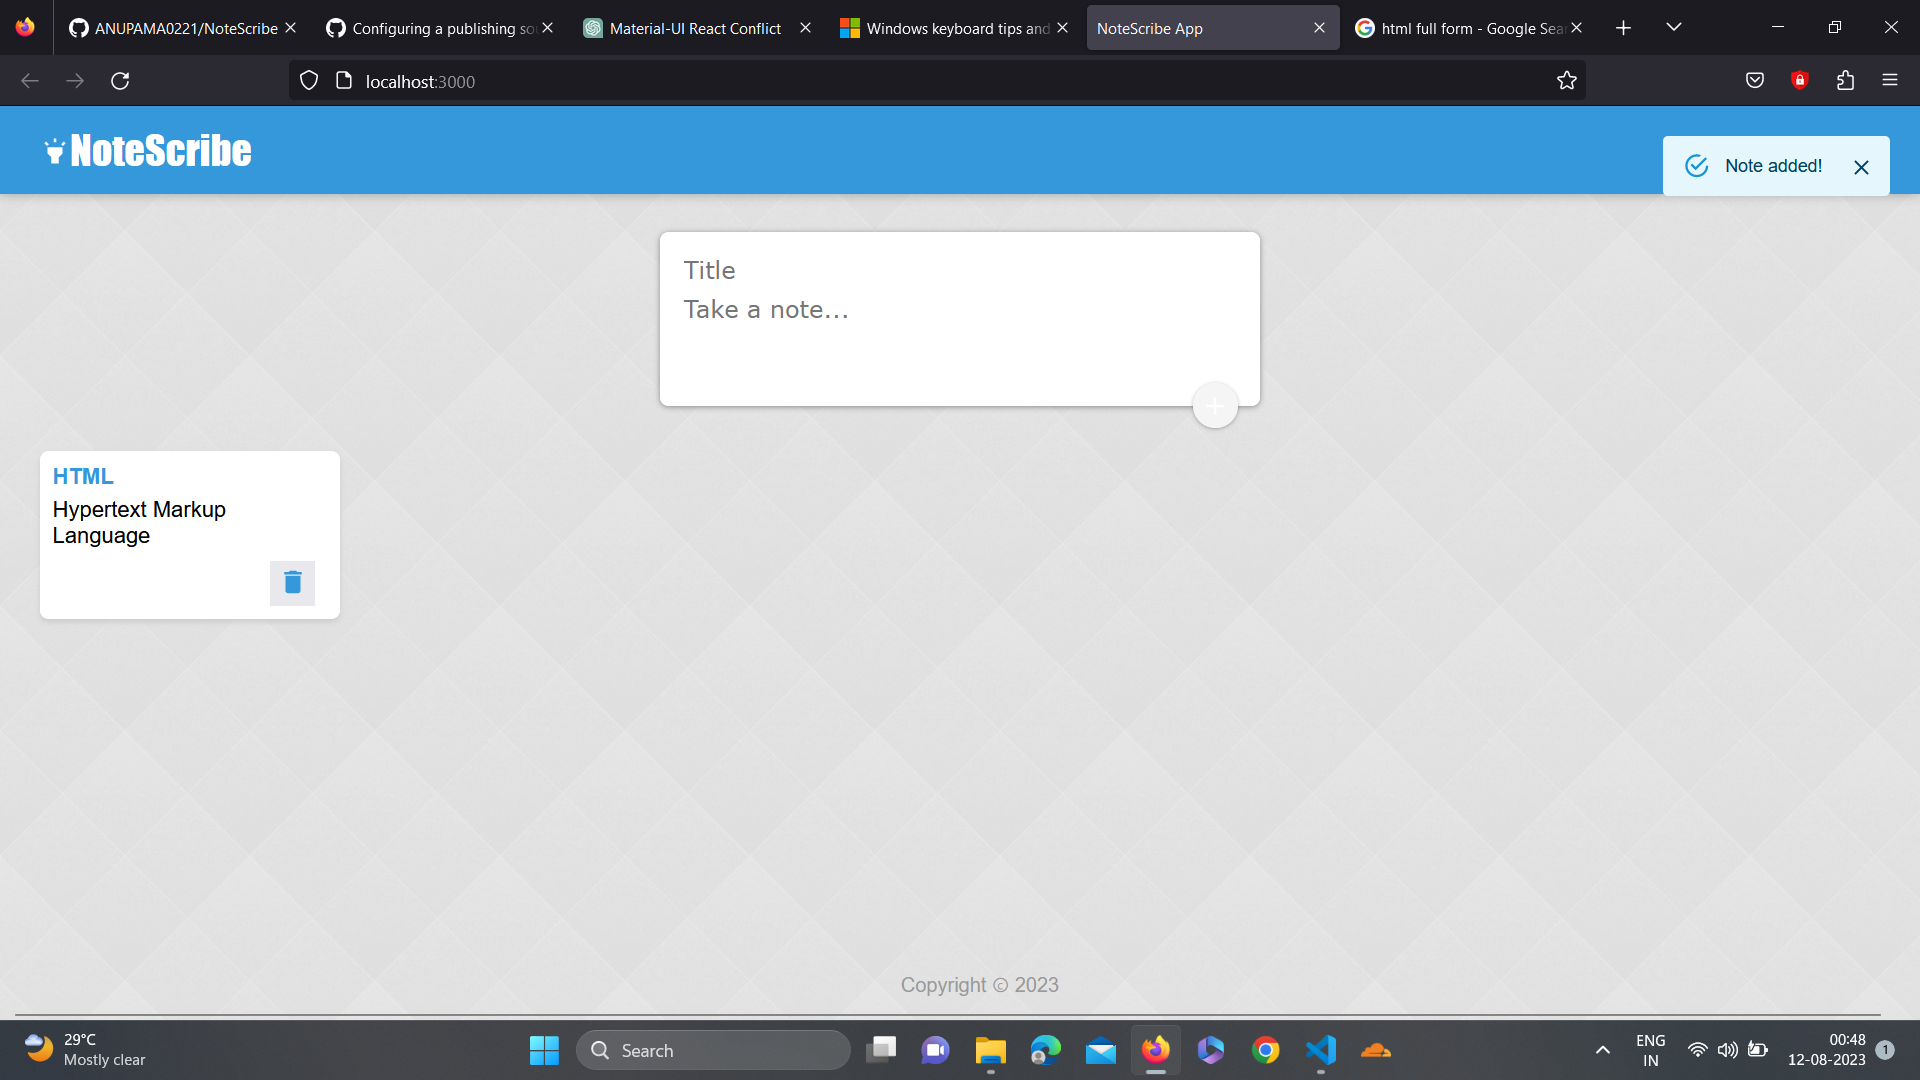 ANUPAMA0221/NoteScribe
Configuring a publishing so
Material-UI React Conflict
Windows keyboard tips and
NoteScribe App
html full form - Google Sear
localhost:3000
NoteScribe
Note added!
Title
Take a note...
HTML
Hypertext Markup
Language
Copyright © 2023
29°C
Mostly clear
Search
ENG
IN
00:48
12-08-2023
1